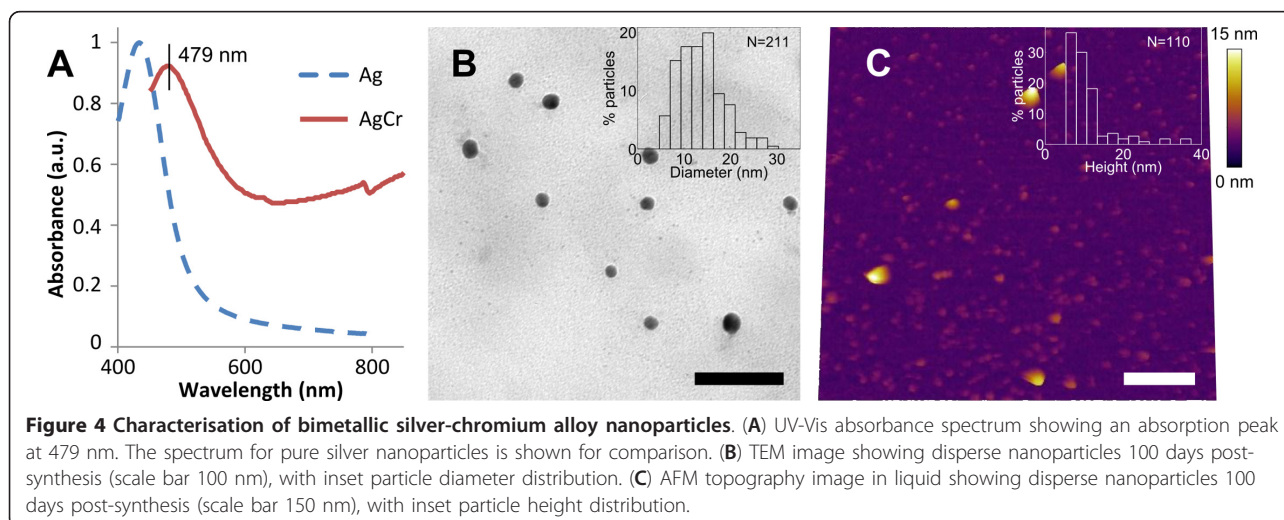 A
1
0.8
0.6
0.4
0.2
0
Absorbance (a.u.)
479 nm
Ag
AgCr
400
600
800
Wavelength (nm)
B
20
10
0
% particles
N=211
0
10
20
30
Diameter (nm)
C
30
20
10
0
% particles
N=110
0
20
40
Height (nm)
15 nm
0 nm
Figure 4 Characterisation of bimetallic silver-chromium alloy nanoparticles. (A) UV-Vis absorbance spectrum showing an absorption peak
at 479 nm. The spectrum for pure silver nanoparticles is shown for comparison. (B) TEM image showing disperse nanoparticles 100 days post-
synthesis (scale bar 100 nm), with inset particle diameter distribution. (C) AFM topography image in liquid showing disperse nanoparticles 100
days post-synthesis (scale bar 150 nm), with inset particle height distribution.